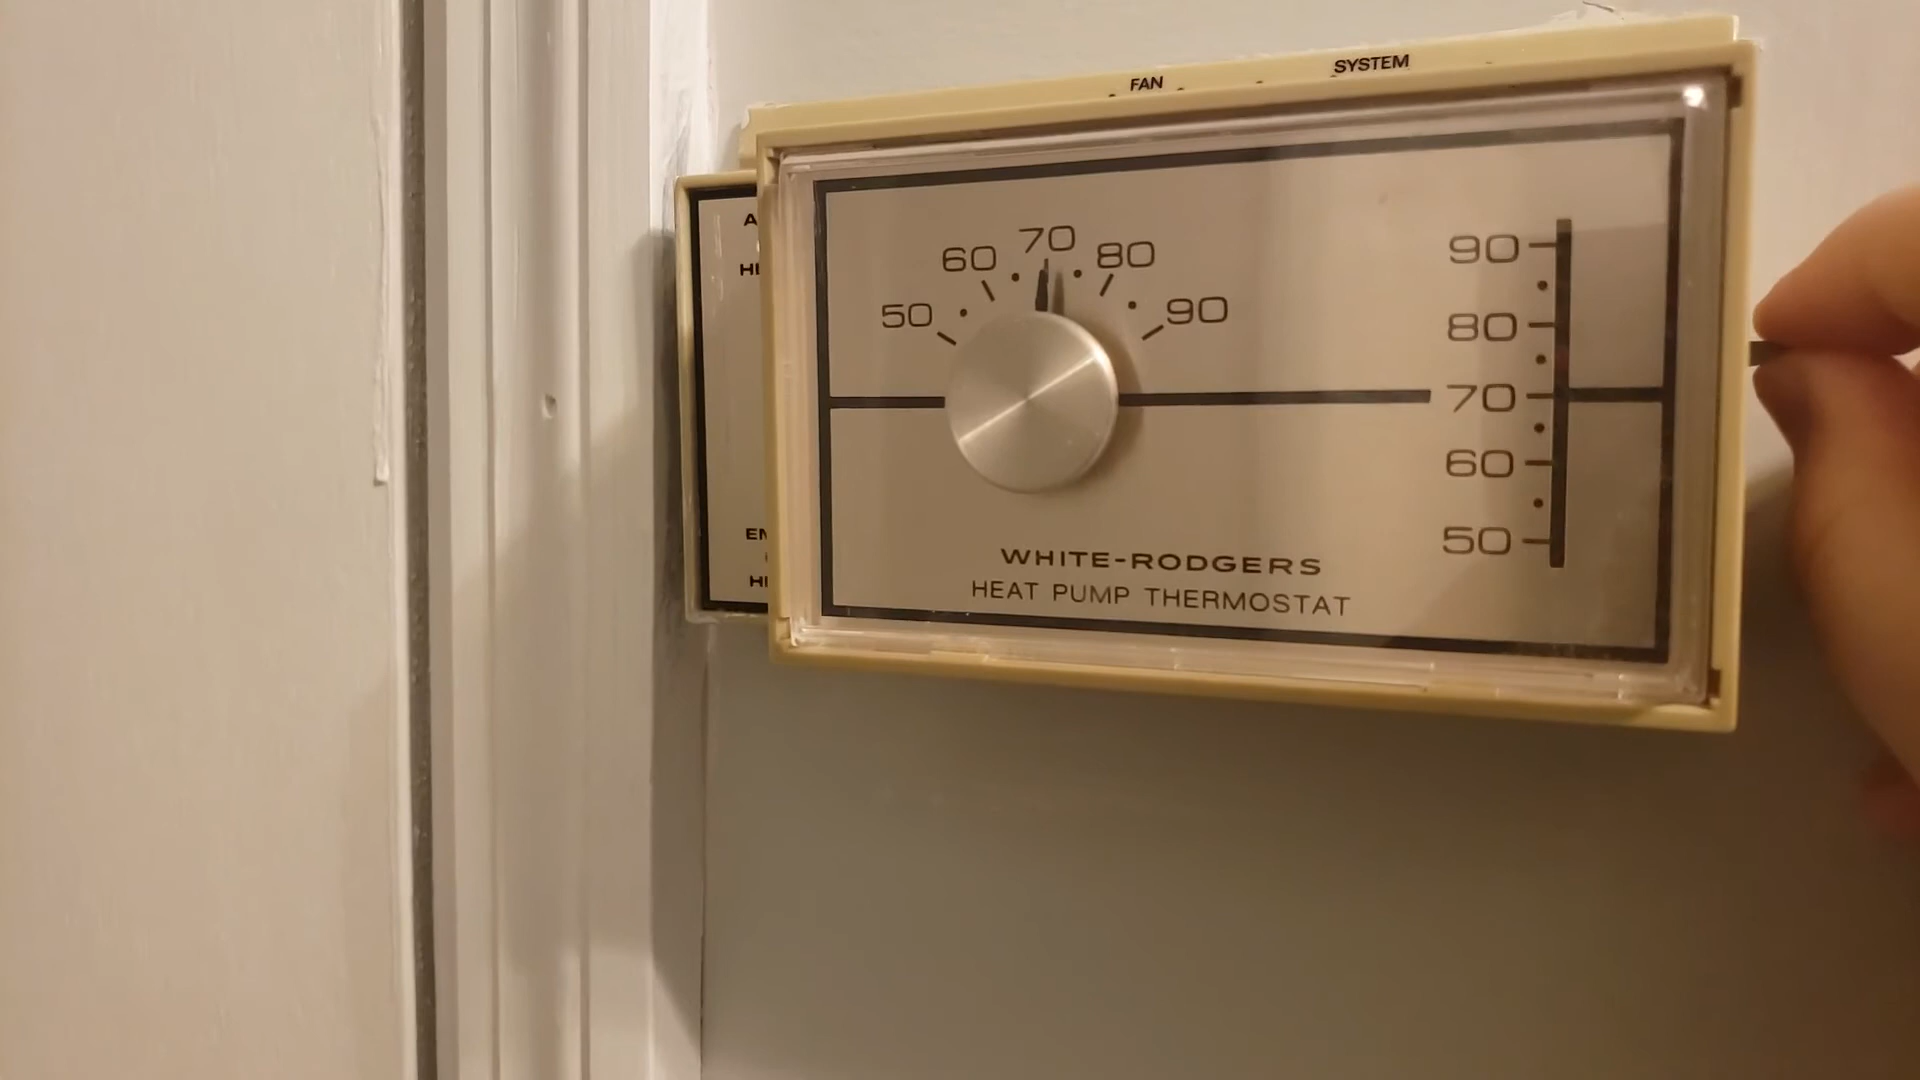 FAN
SYSTEM
50
60
70
80
90
90
80
70
60
50
WHITE-RODGERS
HEAT PUMP THERMOSTAT